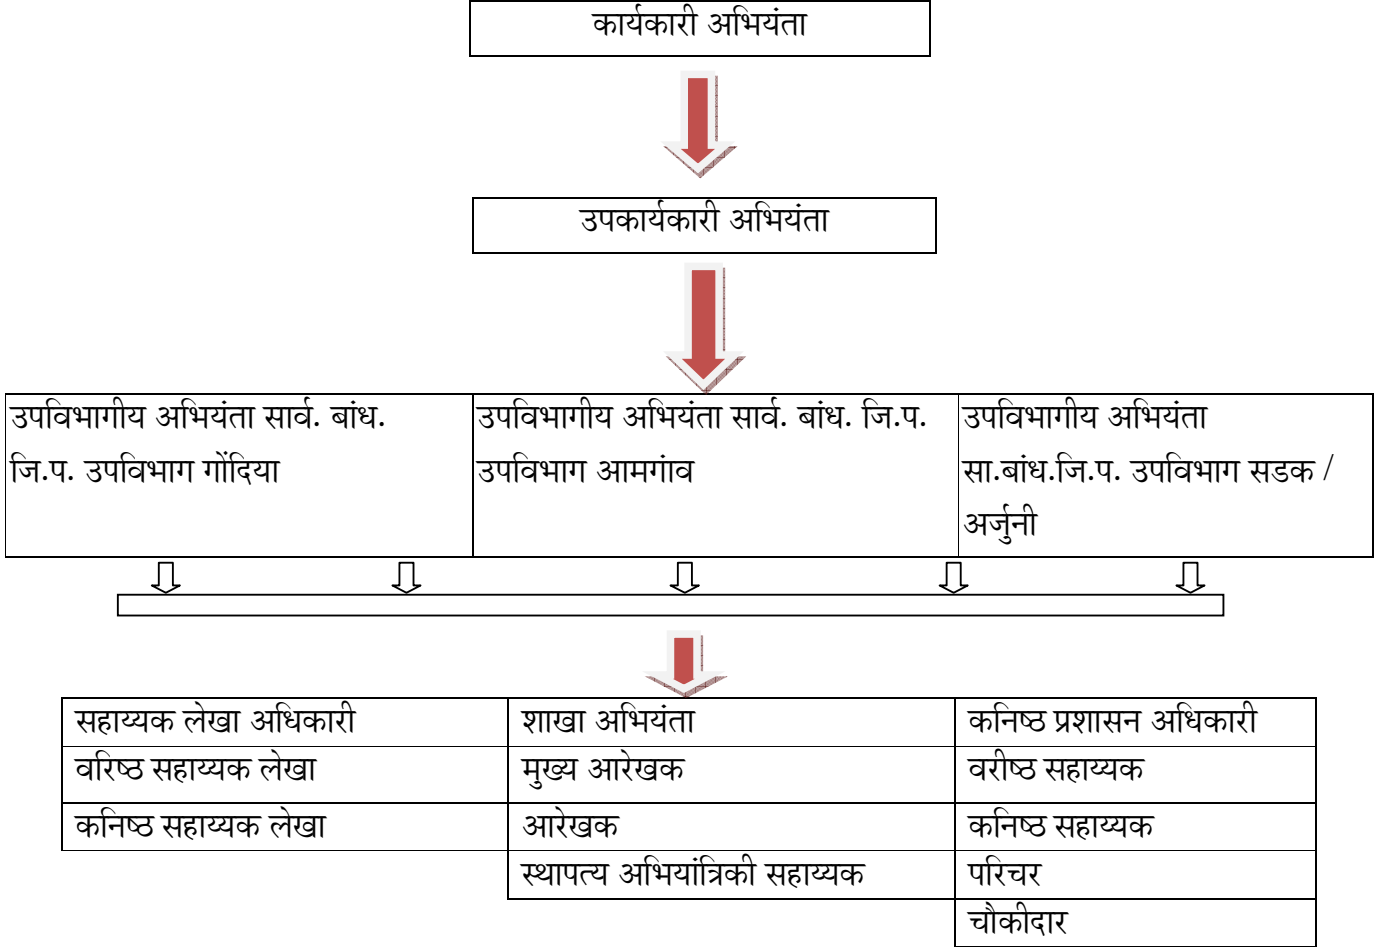 कार्यकारी अभियंता
उपकार्यकारी अभियंता
उपविभागीय अभियंता सार्व. बांध.
जि.प. उपविभाग गोंदिया
उपविभागीय अभियंता सार्व. बांध. जि.प.
उपविभाग आमगांव
उपविभागीय अभियंता
सा.बांध.जि.प. उपविभाग सडक /
अर्जुनी
सहाय्यक लेखा अधिकारी
शाखा अभियंता
कनिष्ठ प्रशासन अधिकारी
वरिष्ठ सहाय्यक लेखा
मुख्य आरेखक
वरीष्ठ सहाय्यक
कनिष्ठ सहाय्यक लेखा
आरेखक
कनिष्ठ सहाय्यक
स्थापत्य अभियांत्रिकी सहाय्यक
परिचर
चौकीदार